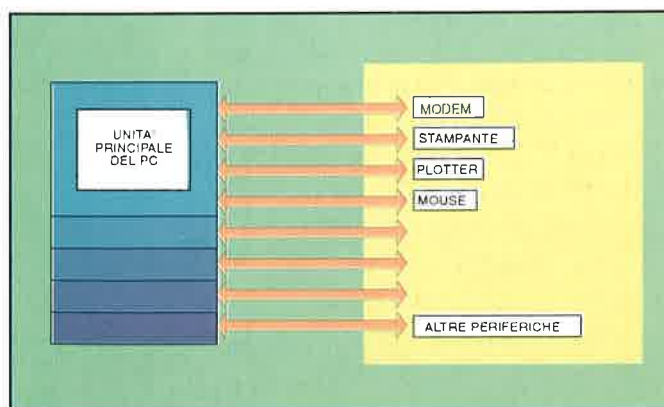 UNITA'
PRINCIPALE
DEL PC
MODEM
STAMPANTE
PLOTTER
MOUSE
ALTRE PERIFERICHE